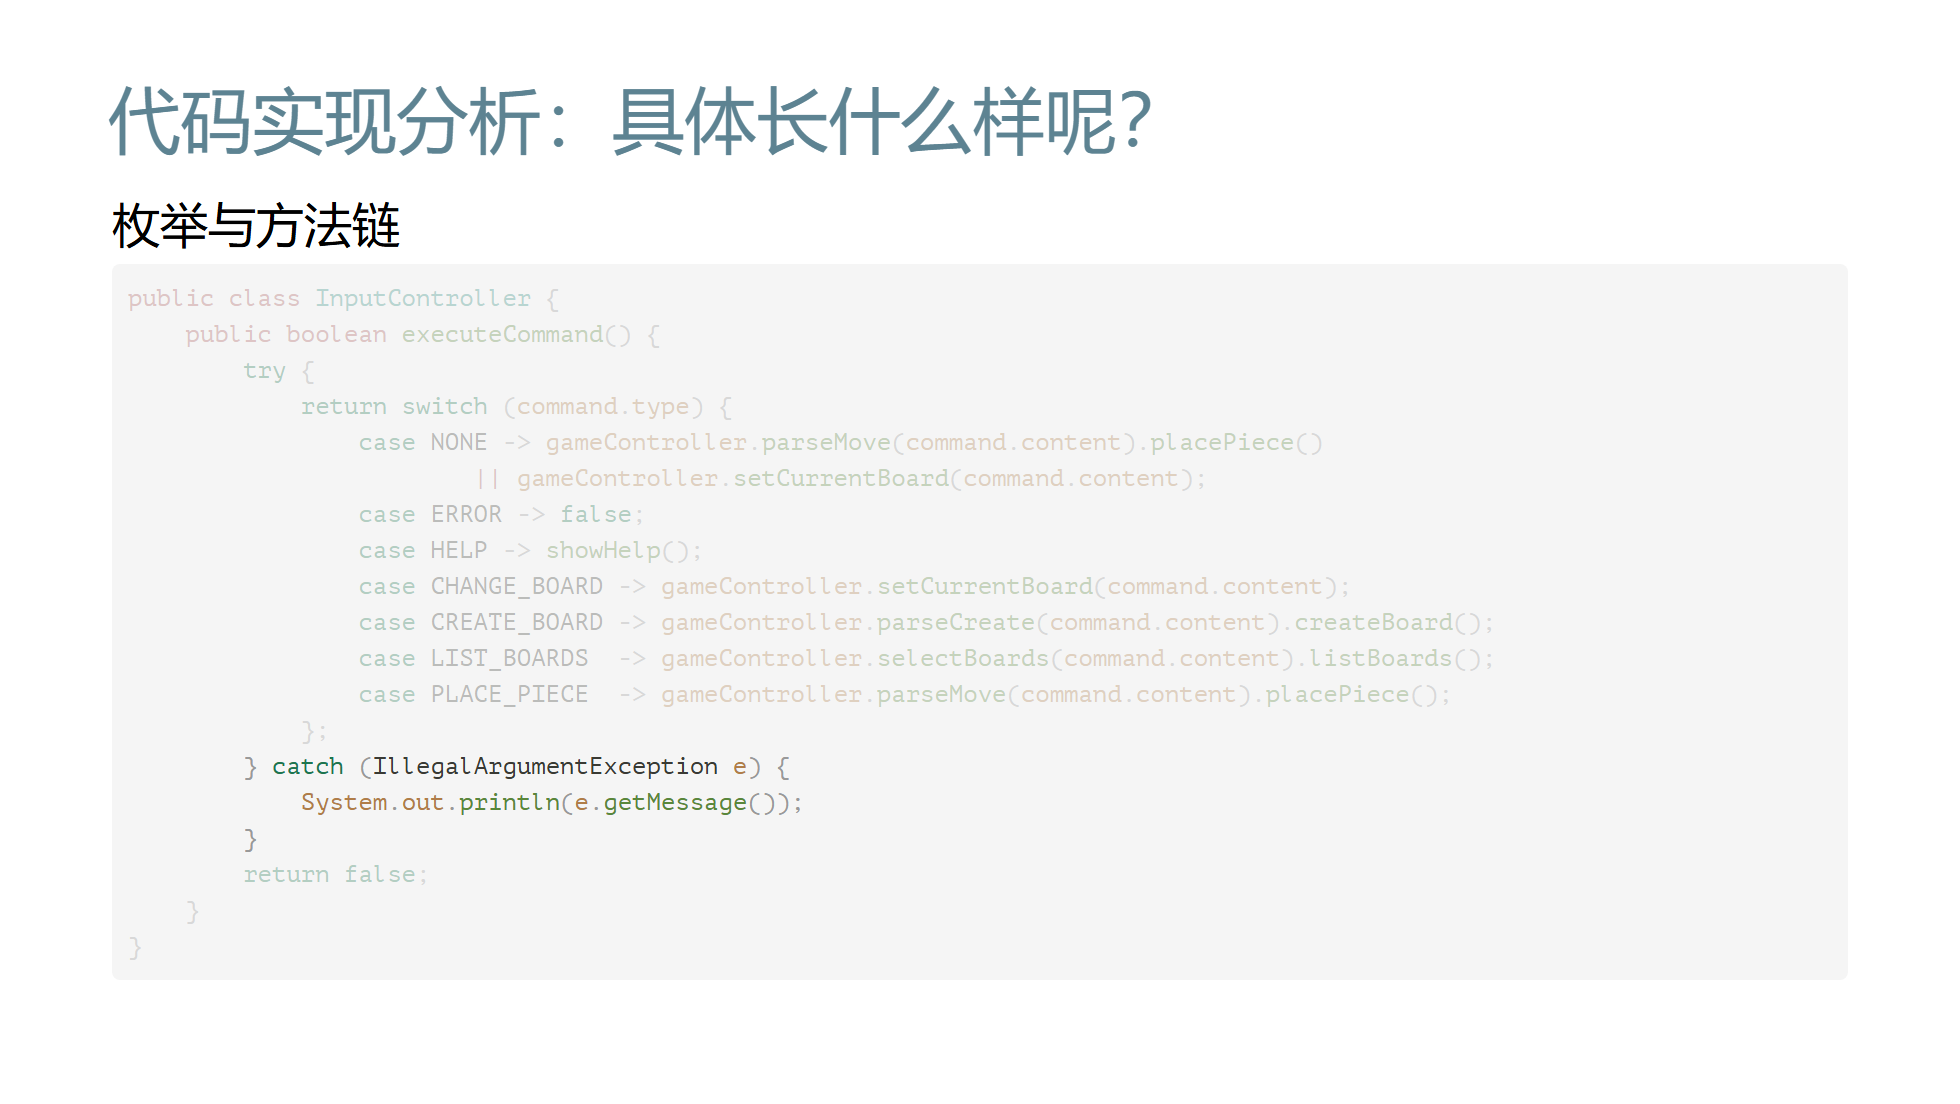 代码实现分析：具体长什么样呢？
枚举与方法链
public class InputController {
    public boolean executeCommand() {
        try {
            return switch (command.type) {
                case NONE -> gameController.parseMove(command.content).placePiece()
                        || gameController.setCurrentBoard(command.content);
                case ERROR -> false;
                case HELP -> showHelp();
                case CHANGE_BOARD -> gameController.setCurrentBoard(command.content);
                case CREATE_BOARD -> gameController.parseCreate(command.content).createBoard();
                case LIST_BOARDS  -> gameController.selectBoards(command.content).listBoards();
                case PLACE_PIECE  -> gameController.parseMove(command.content).placePiece();
            };
        } catch (IllegalArgumentException e) {
            System.out.println(e.getMessage());
        }
        return false;
    }
}